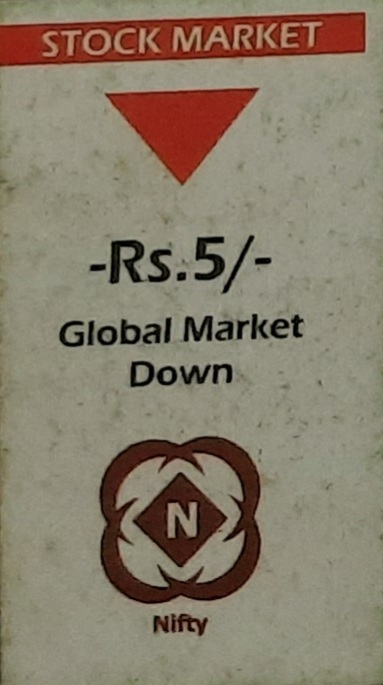 STOCK MARKET
-Rs.5/-
Global Market
Down
N
Nifty